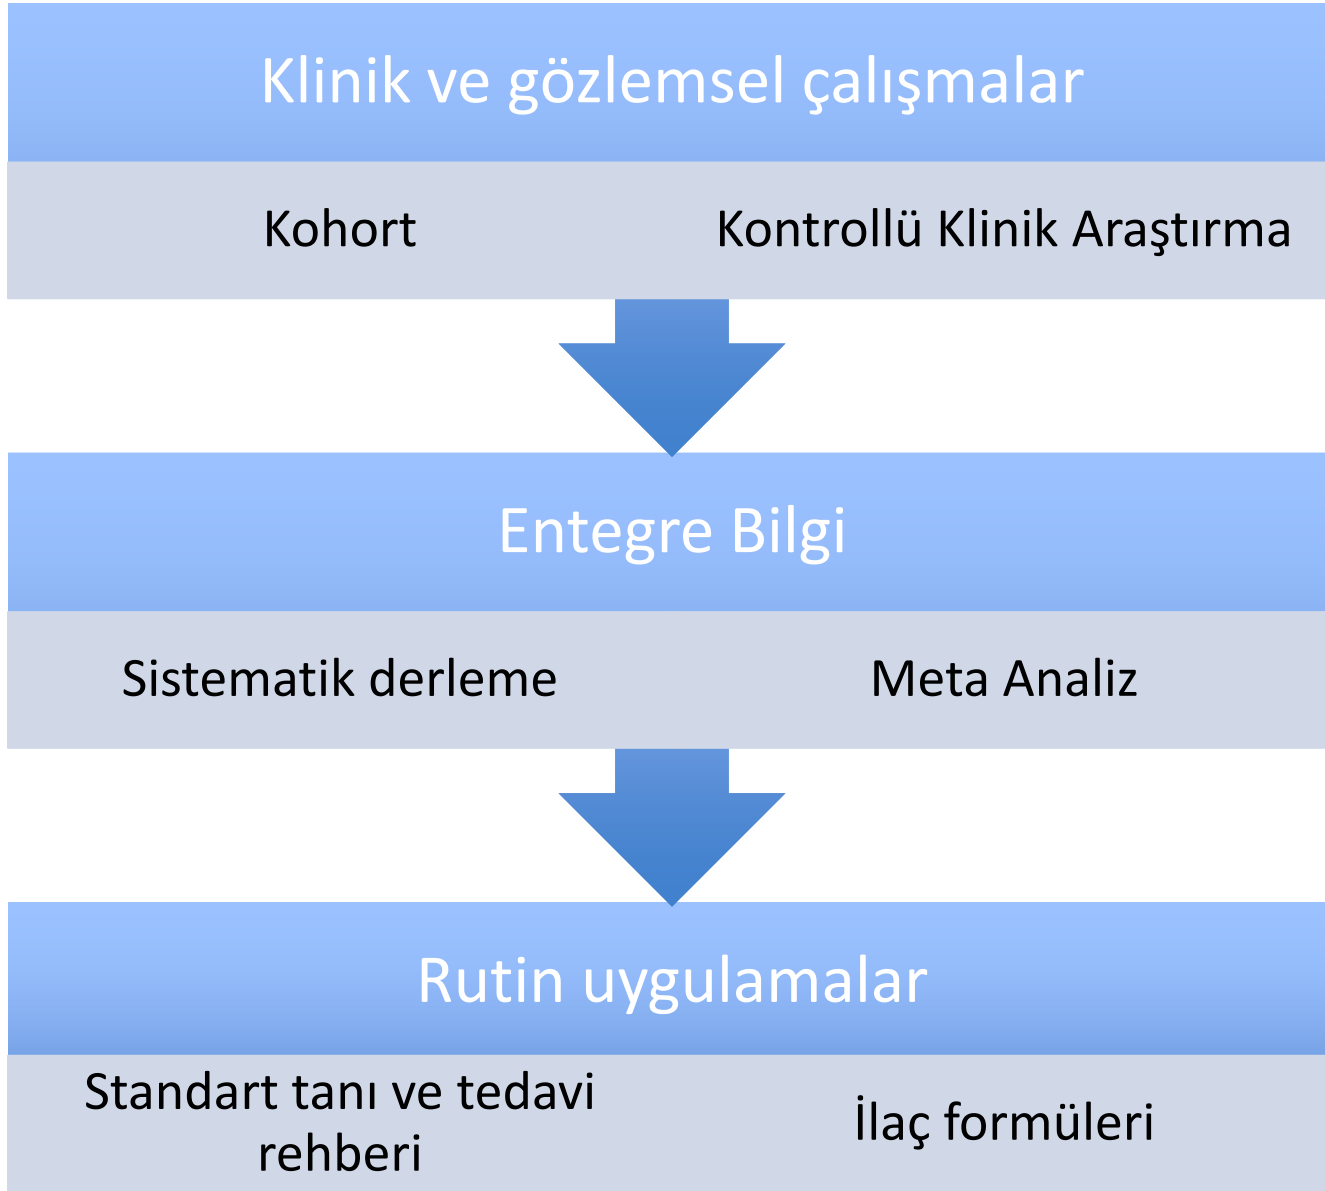 Klinik ve gözlemsel çalışmalar
Kohort
Kontrollü Klinik Araştırma
Entegre Bilgi
Sistematik derleme
Meta Analiz
Rutin uygulamalar
Standart tanı ve tedavi
rehberi
İlaç formüleri